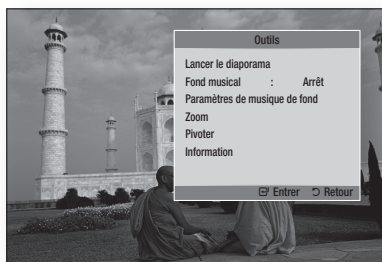 Outils
Lancer le diaporama
Fond musical : Arrêt
Paramètres de musique de fond
Zoom
Pivoter
Information
Entrer Retour